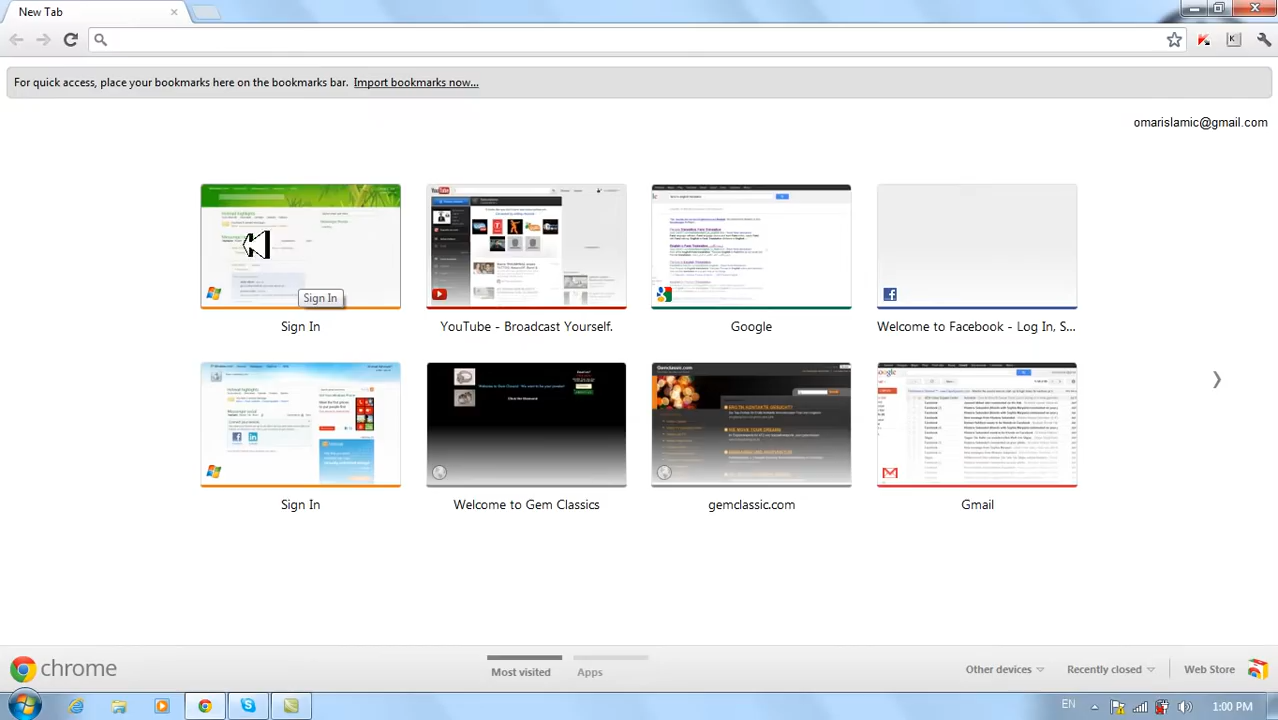 New Tab
For quick access, place your bookmarks here on the bookmarks bar. Import bookmarks now...
omarislamic@gmail.com
Sign In
Sign In
YouTube - Broadcast Yourself.
Google
Welcome to Facebook - Log In, S...
Gemclassic.com
Sign In
Welcome to Gem Classics
gemclassic.com
Gmail
chrome
Most visited
Apps
Other devices
Recently closed
Web Store
EN
1:00 PM